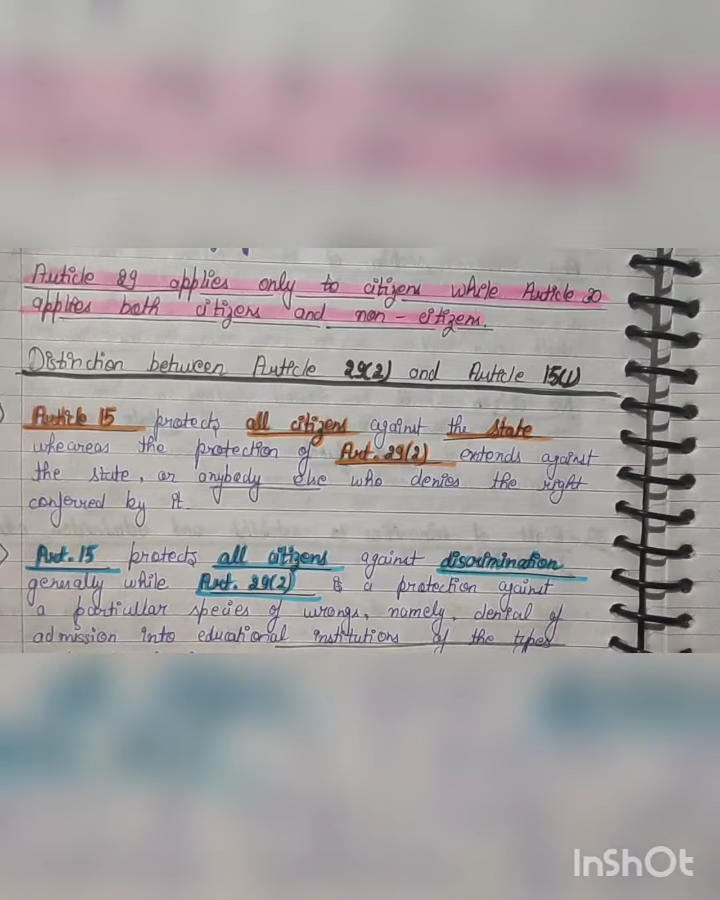 Article 29 applies only to citizens while Article 30
applies both citizens and non-citizens.
Distinction between Article 29(2) and Article 15(1)
Article 15 protects all citizens against the state
wheareas the protection of Art. 29(2) extends against
the state, or anybody else who denies the right
conferred by it.
Art. 15 protects all citizens against discrimination
generally while Art. 29(2) is a protection against
a particular species of wrongs, namely, denial of
admission into educational institutions of the types
InShOt